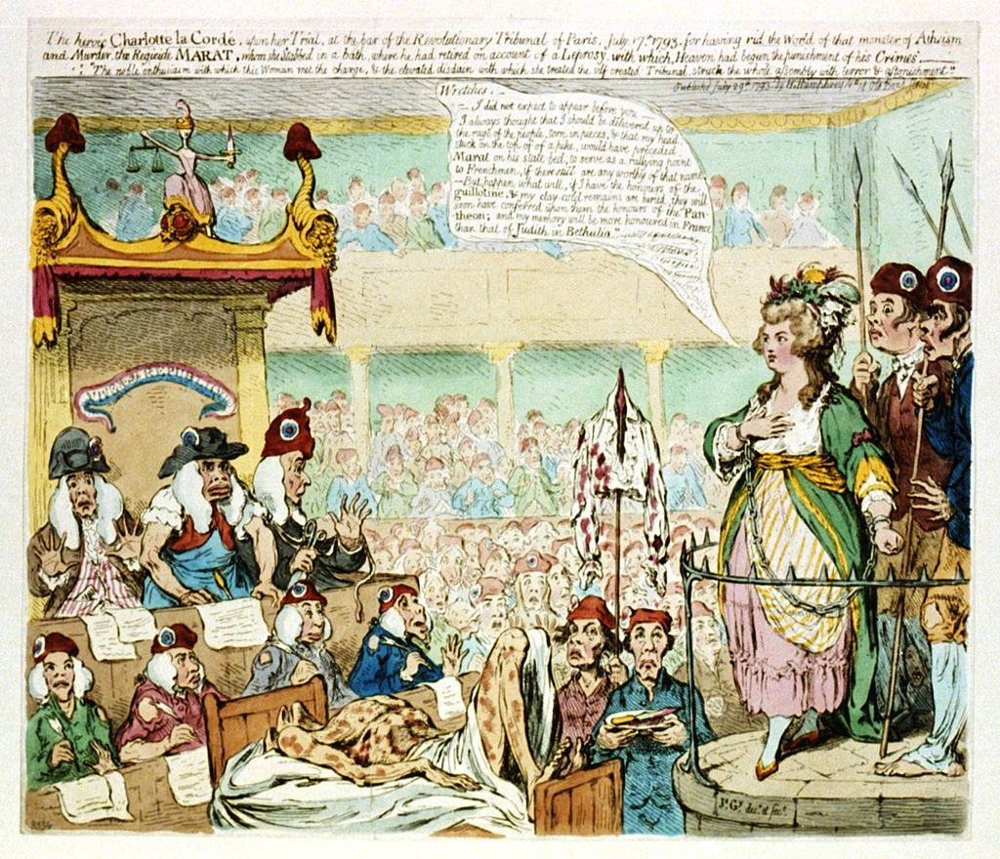 The heroic Charlotte la Cordé, upon her Trial, at the bar of the Revolutionary Tribunal of Paris, July 17th 1793, for having rid the World of that monster of Atheism
and Murder, the Regicide MARAT, whom she Stabbed in a bath, where he had retired on account of a Leprosy, with which, Heaven had begun the punishment of his Crimes.
"The noble enthusiasm with which this Woman met the charge, & the elevated disdain with which she treated the self created Tribunal, struck the whole assembly with terror & astonishment."
Publish'd July 29th 1793, by H. Humphrey No 18 Old Bond Street
Wretches,
I did not expect to appear before you
I always thought that I should be delivered up to
the rage of the people, torn in pieces, & that my head
stuck on the top of of a pike, would have preceded
Marat on his state-bed, to serve as a rallying point
to Frenchmen, if there still are any worthy of that name
But, happen what will, if I have the honours of the
guillotine, & my clay-cold remains are buried, they will
soon have conferred upon them the honours of the Pan-
theon; and my memory will be more honoured in France
than that of Judith in Bethulia."
Js Gy des'n et fect